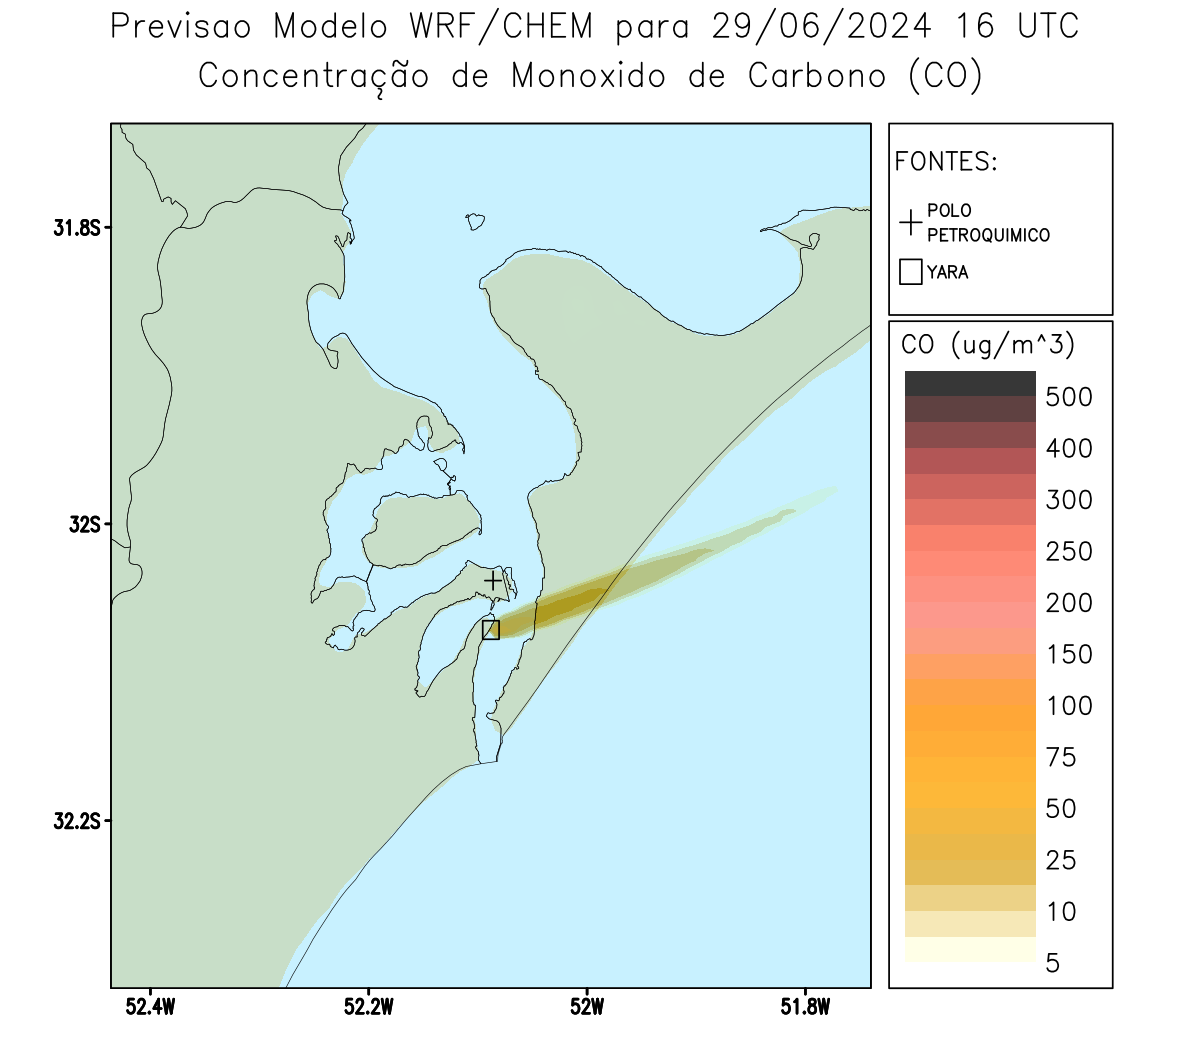 Previsao Modelo WRF/CHEM para 29/06/2024 16 UTC
Concentração de Monoxido de Carbono (CO)
FONTES:
POLO
PETROQUIMICO
YARA
CO (ug/m^3)
500
400
300
250
200
150
100
75
50
25
10
5
31.8S
32S
32.2S
52.4W
52.2W
52W
51.8W